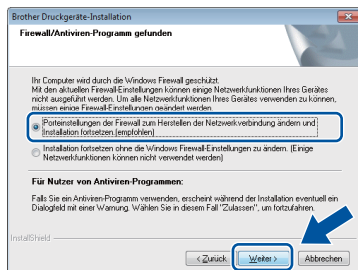 Brother Druckgeräte-Installation
Firewall/Antiviren-Programm gefunden
Ihr Computer wird durch die Windows Firewall geschützt.
Mit den aktuellen Firewall-Einstellungen können einige Netzwerkfunktionen Ihres Gerätes
nicht ausgeführt werden. Um alle Netzwerkfunktionen Ihres Gerätes verwenden zu können,
müssen einige Firewall-Einstellungen geändert werden.
Porteinstellungen der Firewall zum Herstellen der Netzwerkverbindung ändern und
Installation fortsetzen.(empfohlen)
Installation fortsetzen ohne die Windows Firewall-Einstellungen zu ändern. (Einige
Netzwerkfunktionen können nicht verwendet werden)
Für Nutzer von Antiviren-Programmen:
Falls Sie ein Antiviren-Programm verwenden, erscheint während der Installation eventuell ein
Dialogfeld mit einer Warnung. Wählen Sie in diesem Fall "Zulassen", um fortzufahren.
InstallShield
< Zurück
Weiter >
Abbrechen